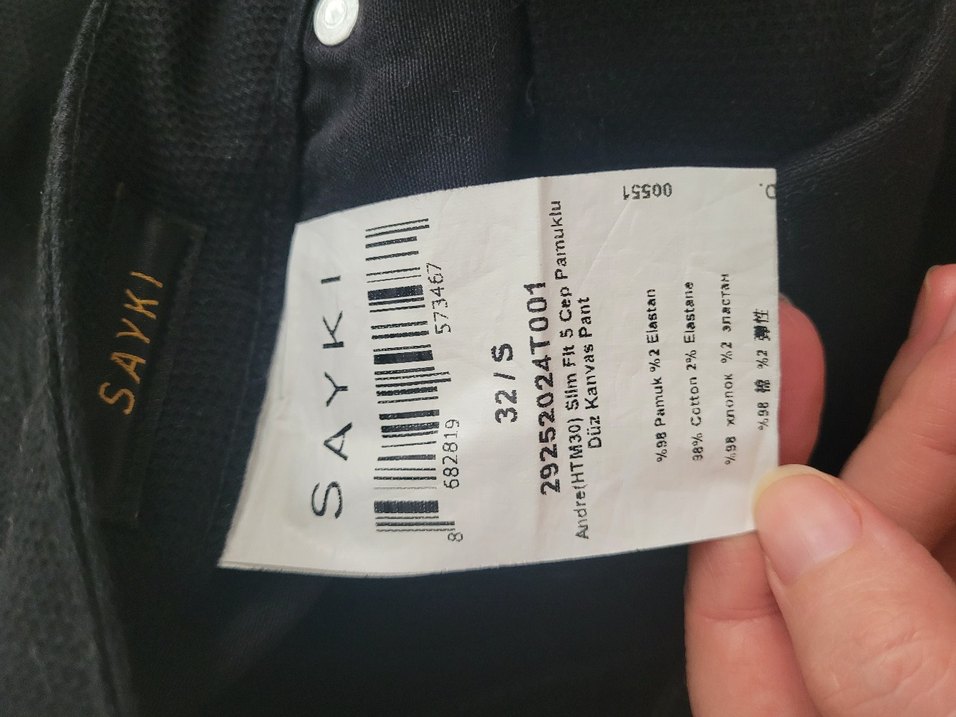 SAYKI
SAYKI
8 682819 573467
32/S
29252024T001
Andre(HTM30) Slim Fit 5 Cep Pamuklu
Düz Kanvas Pant
00551
%98 Pamuk %2 Elastan
98% Cotton 2% Elastane
%98 хлопок %2 эластан
%98 棉 %2 彈性